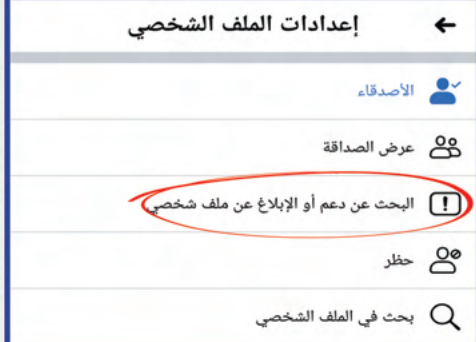 إعدادات الملف الشخصي
الأصدقاء
عرض الصداقة
البحث عن دعم أو الإبلاغ عن ملف شخصي
حظر
بحث في الملف الشخصي